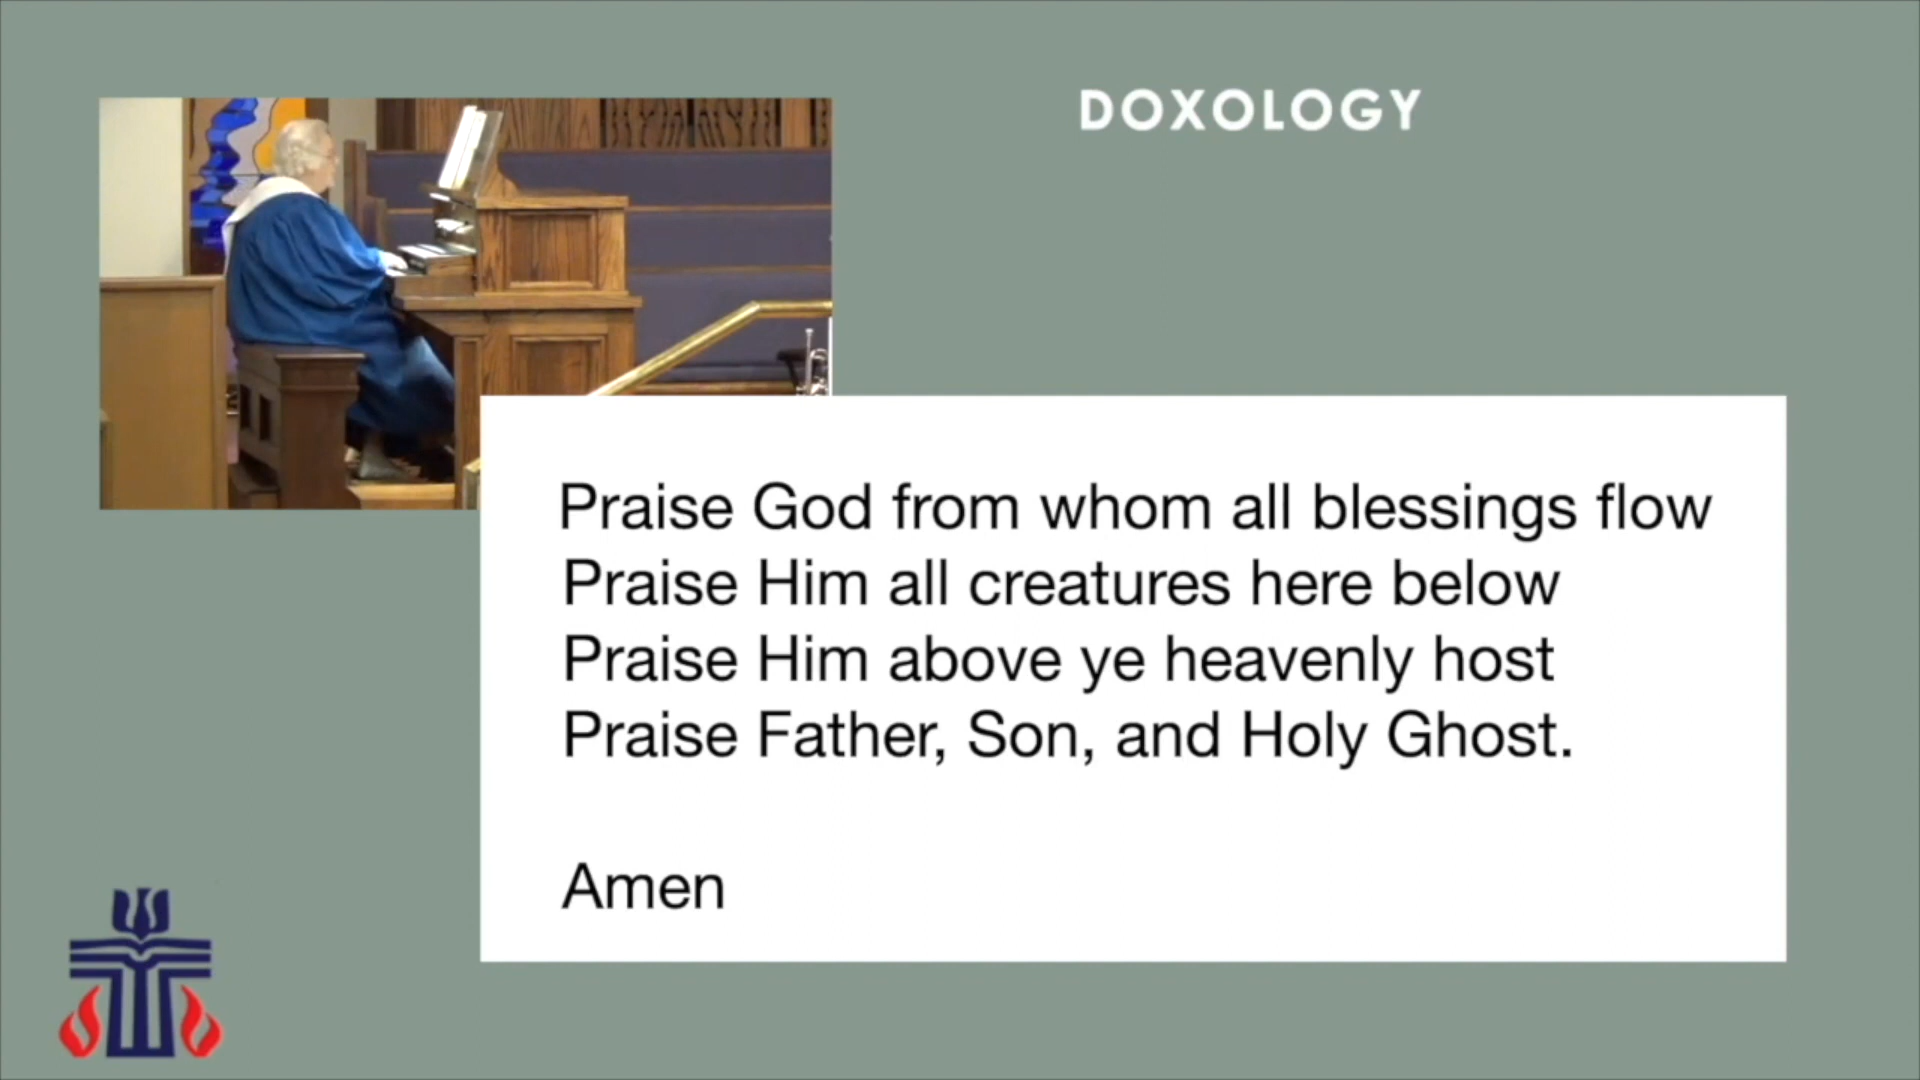 DOXOLOGY
Praise God from whom all blessings flow
Praise Him all creatures here below
Praise Him above ye heavenly host
Praise Father, Son, and Holy Ghost.
Amen